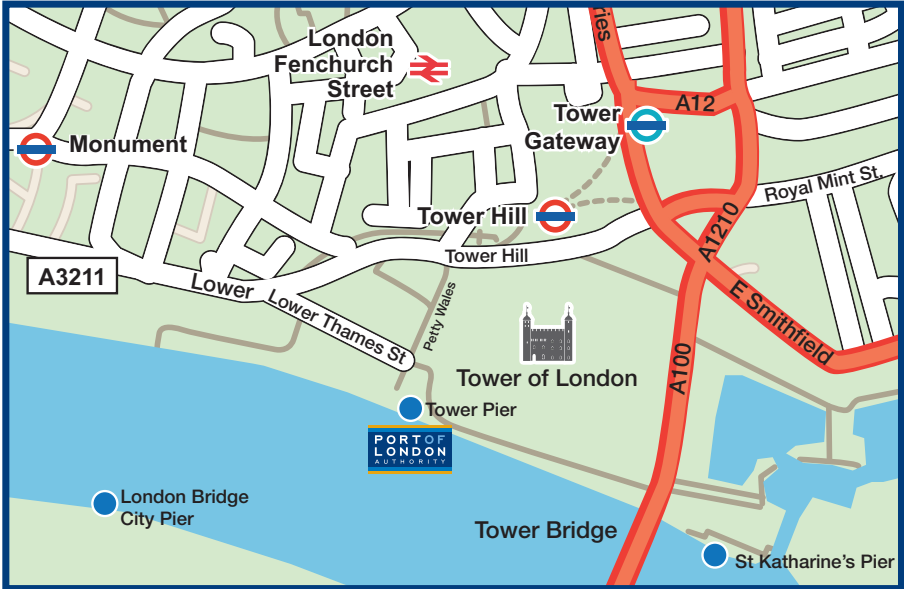 ries
London
Fenchurch
Street
A12
Tower
Gateway
Monument
Royal Mint St.
Tower Hill
A1210
Tower Hill
A3211
Lower
Lower Thames St
Petty Wales
E Smithfield
A100
Tower of London
Tower Pier
PORT OF
LONDON
AUTHORITY
London Bridge
City Pier
Tower Bridge
St Katharine's Pier